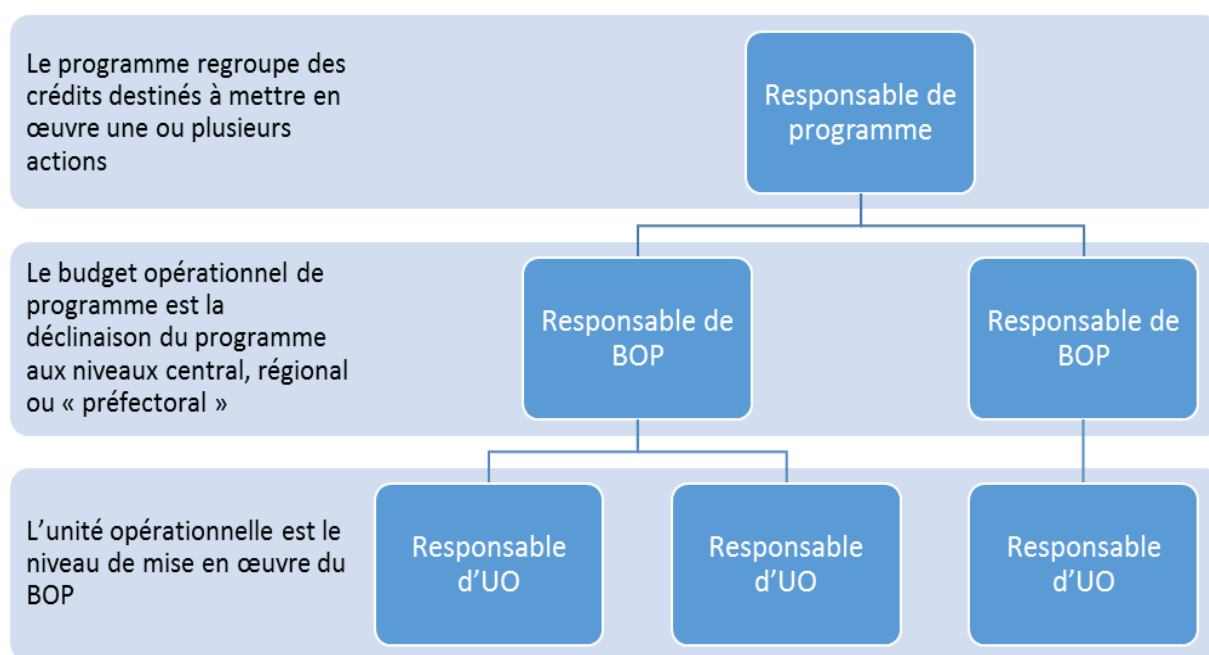 Le programme regroupe des
crédits destinés à mettre en
œuvre une ou plusieurs
actions
Responsable de
programme
Le budget opérationnel de
programme est la
déclinaison du programme
aux niveaux central, régional
ou « préfectoral »
Responsable de
BOP
Responsable de
BOP
L’unité opérationnelle est le
niveau de mise en œuvre du
BOP
Responsable
d’UO
Responsable
d’UO
Responsable
d’UO